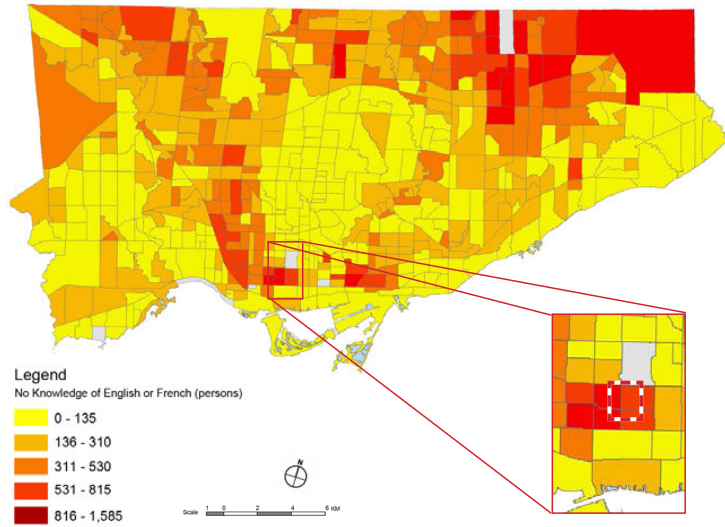 Legend
No Knowledge of English or French (persons)
0 - 135
136 - 310
311 - 530
531 - 815
816 - 1,585
N
Scale 1 0 2 4 6 KM